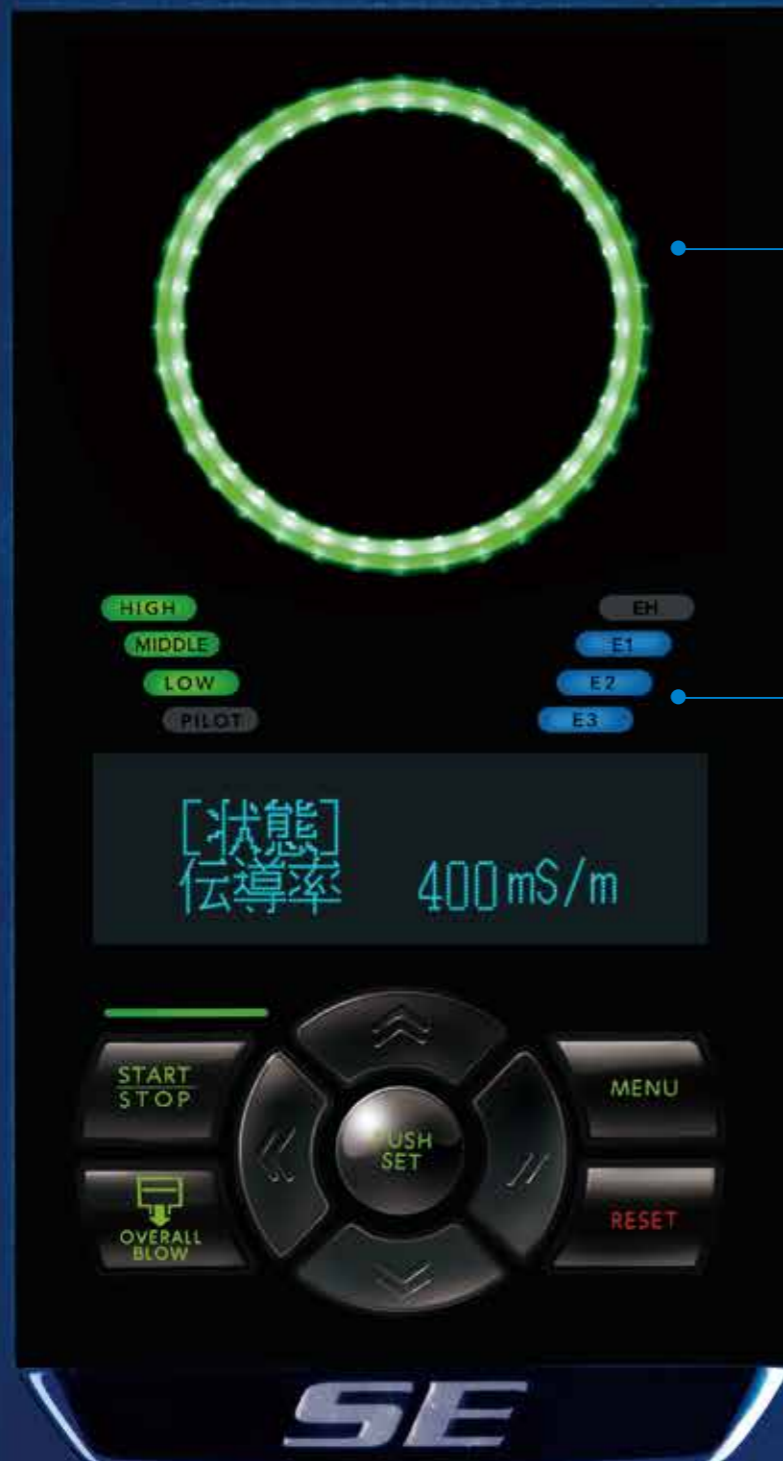 HIGH
MIDDLE
LOW
PILOT
EH
E1
E2
E3
[状態]
伝導率 400mS/m
START
STOP
PUSH
SET
MENU
OVERALL
BLOW
RESET
SE